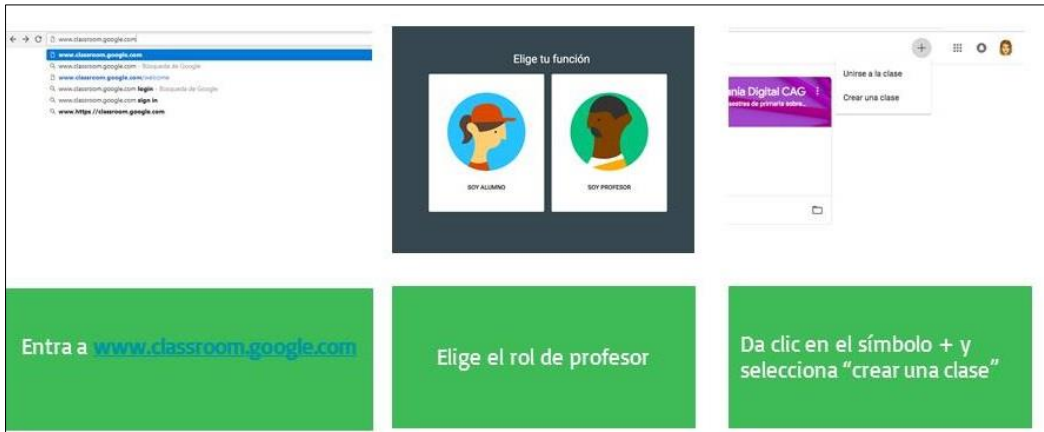 www.classroom.google.com
www.classroom.google.com
www.classroom.google.com - Búsqueda de Google
www.classroom.google.com/welcome
www.classroom.google.com login - Búsqueda de Google
www.classroom.google.com sign in
www.https //classroom.google.com
Elige tu función
SOY ALUMNO
SOY PROFESOR
Unirse a la clase
Crear una clase
Digital CAG
maestras de primaria sobre...
Entra a www.classroom.google.com
Elige el rol de profesor
Da clic en el símbolo + y
selecciona “crear una clase”